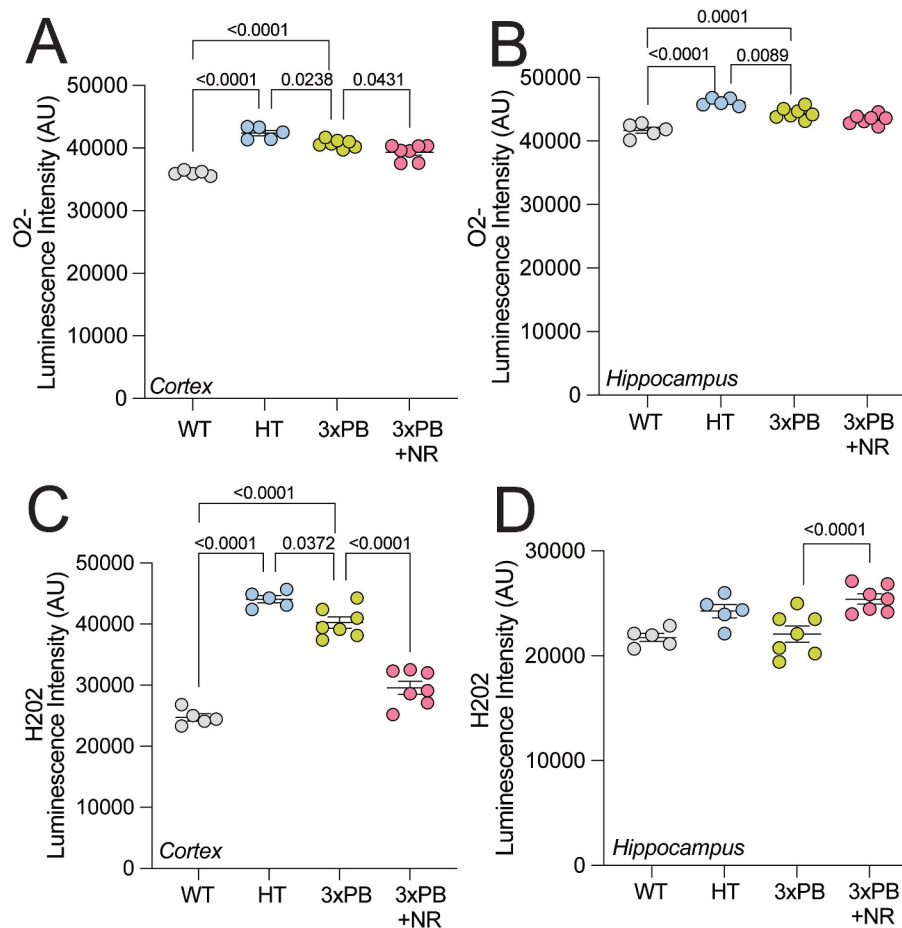 A
<0.0001
<0.0001
0.0238
0.0431
50000
40000
30000
20000
10000
0
O2-
Luminescence Intensity (AU)
Cortex
WT
HT
3xPB
3xPB
+NR
B
0.0001
<0.0001
0.0089
50000
40000
30000
20000
10000
0
O2-
Luminescence Intensity (AU)
Hippocampus
WT
HT
3xPB
3xPB
+NR
C
<0.0001
<0.0001
0.0372
<0.0001
50000
40000
30000
20000
10000
0
H202
Luminescence Intensity (AU)
Cortex
WT
HT
3xPB
3xPB
+NR
D
<0.0001
30000
20000
10000
0
H202
Luminescence Intensity (AU)
Hippocampus
WT
HT
3xPB
3xPB
+NR